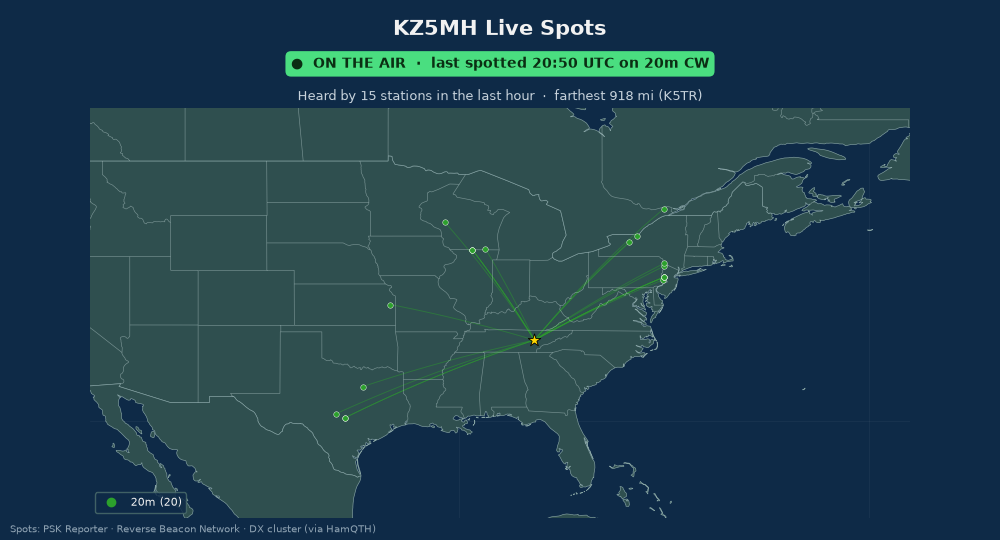 KZ5MH Live Spots
● ON THE AIR · last spotted 20:50 UTC on 20m CW
Heard by 15 stations in the last hour · farthest 918 mi (K5TR)
20m (20)
Spots: PSK Reporter · Reverse Beacon Network · DX cluster (via HamQTH)